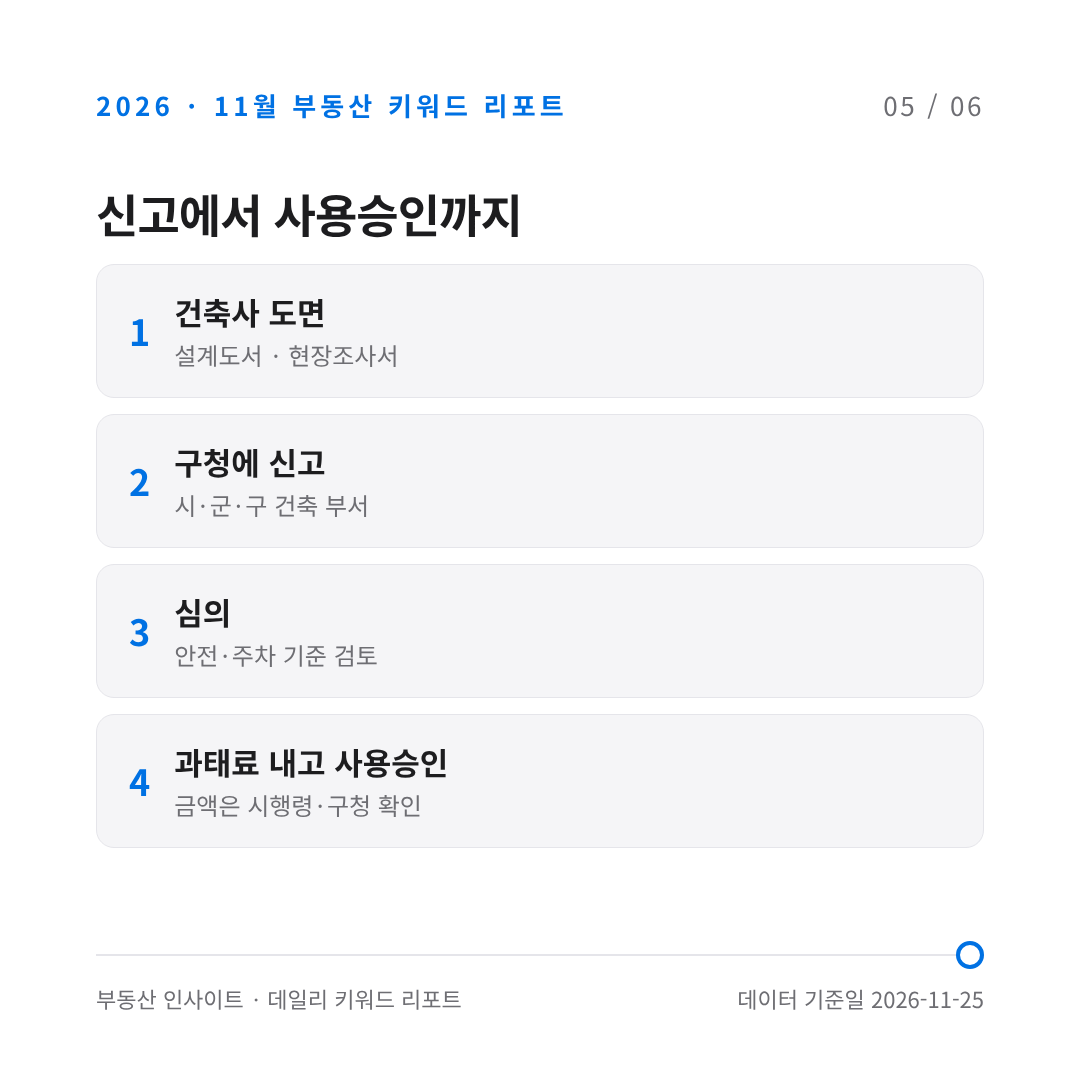 2026 · 11월 부동산 키워드 리포트
05 / 06
신고에서 사용승인까지
1
건축사 도면
설계도서 · 현장조사서
2
구청에 신고
시·군·구 건축 부서
3
심의
안전·주차 기준 검토
4
과태료 내고 사용승인
금액은 시행령·구청 확인
부동산 인사이트 · 데일리 키워드 리포트
데이터 기준일 2026-11-25